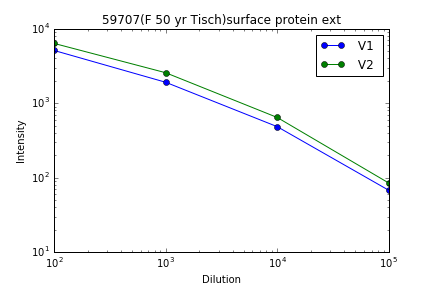 59707(F 50 yr Tisch)surface protein ext
10^4
10^3
10^2
10^1
Intensity
V1
V2
10^2 10^3 10^4 10^5
Dilution